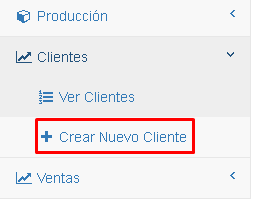 Producción
Clientes
Ver Clientes
Crear Nuevo Cliente
Ventas